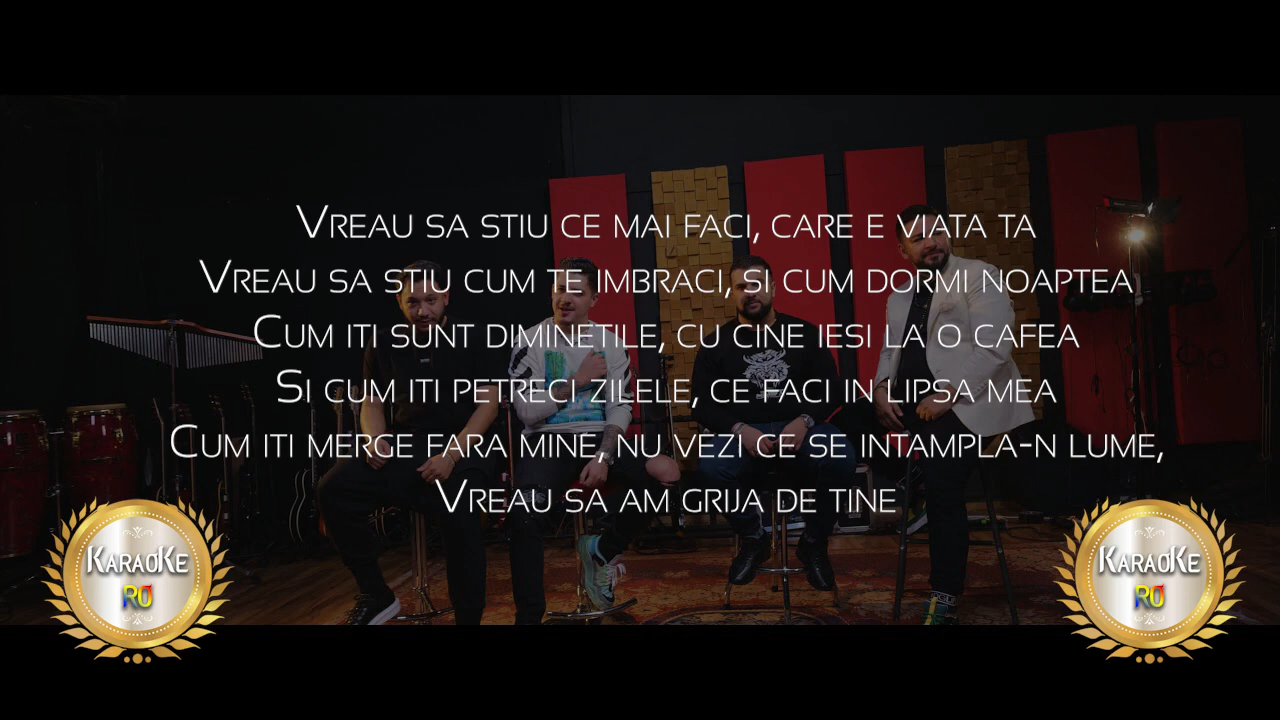 Vreau sa stiu ce mai faci, care e viata ta
Vreau sa stiu cum te imbraci, si cum dormi noaptea
Cum iti sunt diminetile, cu cine iesi la o cafea
Si cum iti petreci zilele, ce faci in lipsa mea
Cum iti merge fara mine, nu vezi ce se intampla-n lume,
Vreau sa am grija de tine
KaraoKe
RO
KaraoKe
RO